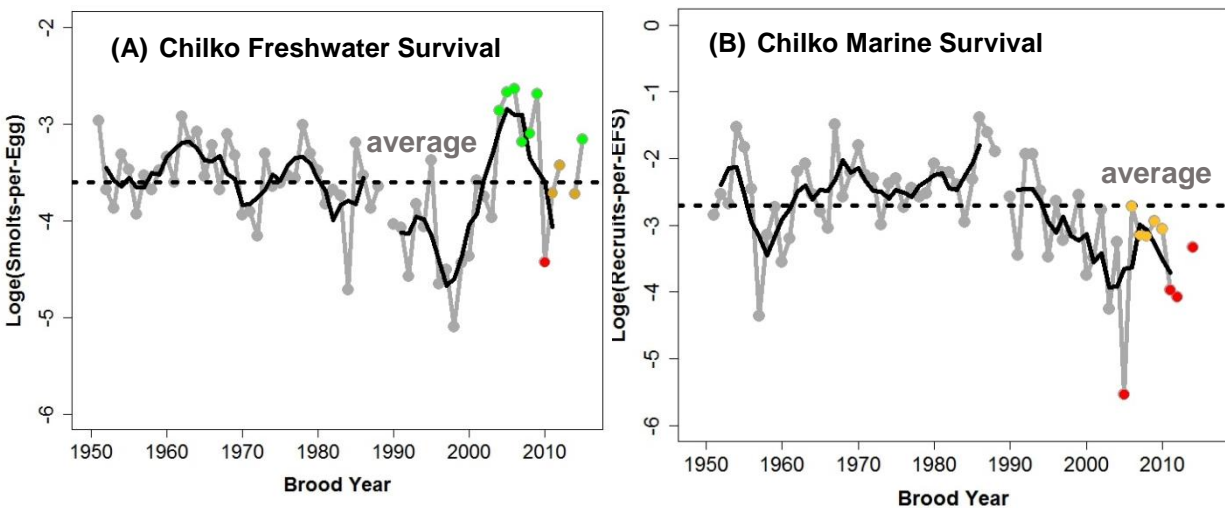 (A) Chilko Freshwater Survival
average
Loge(Smolts-per-Egg)
-2
-3
-4
-5
-6
1950 1960 1970 1980 1990 2000 2010
Brood Year
(B) Chilko Marine Survival
average
Loge(Recruits-per-EFS)
-0
-1
-2
-3
-4
-5
-6
1950 1960 1970 1980 1990 2000 2010
Brood Year